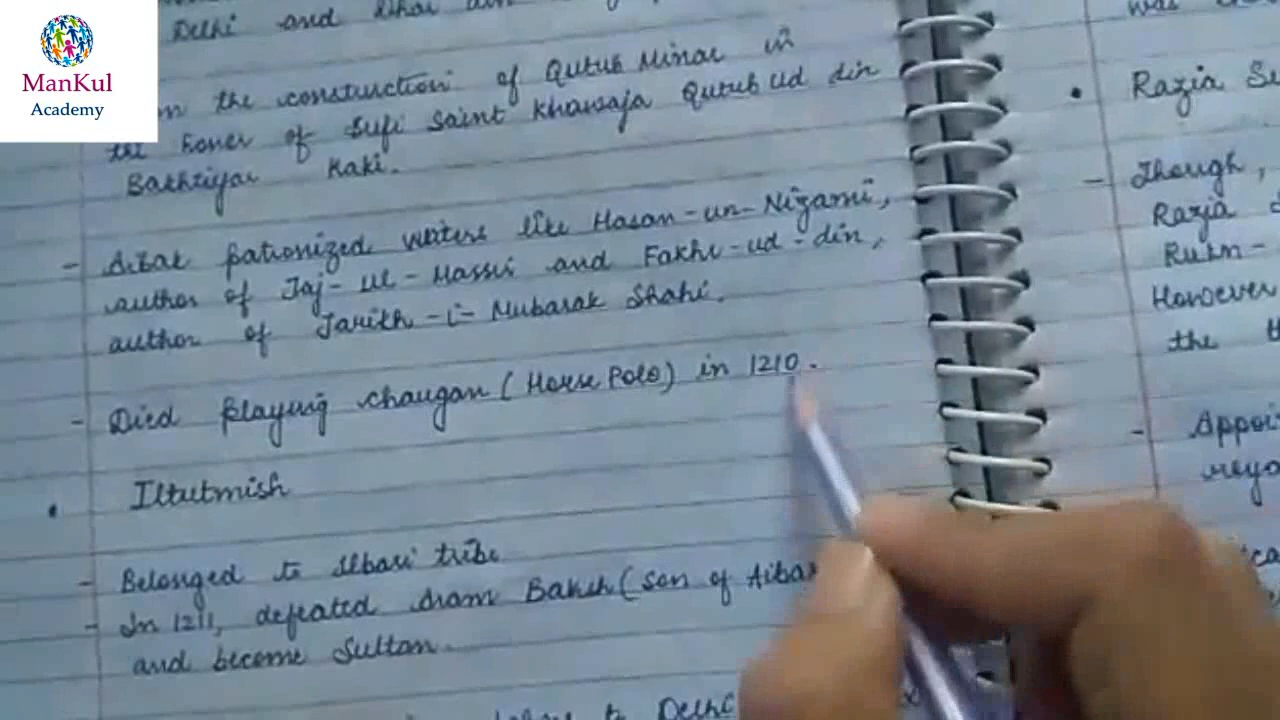 ManKul
Academy
Delhi and
the construction of Qutub Minar in
the honer of Sufi Saint Khawaja Qutub ud din
Bakhtiyar Kaki.
- Aibak patronized writers like Hasan-un-Nizami,
author of Taj-ul-Massii and Fakhr-ud-din,
author of Tarikh-i-Mubarak Shahi.
- Died playing Chaugan (Horse Polo) in 1210.
• Iltutmish
- Belonged to Ilbari tribe
- In 1211, defeated Aram Baksh (son of Aibak
and become Sultan.
to Delhi
was
• Razia
- Though,
Razia
Rukn-
However
the
-